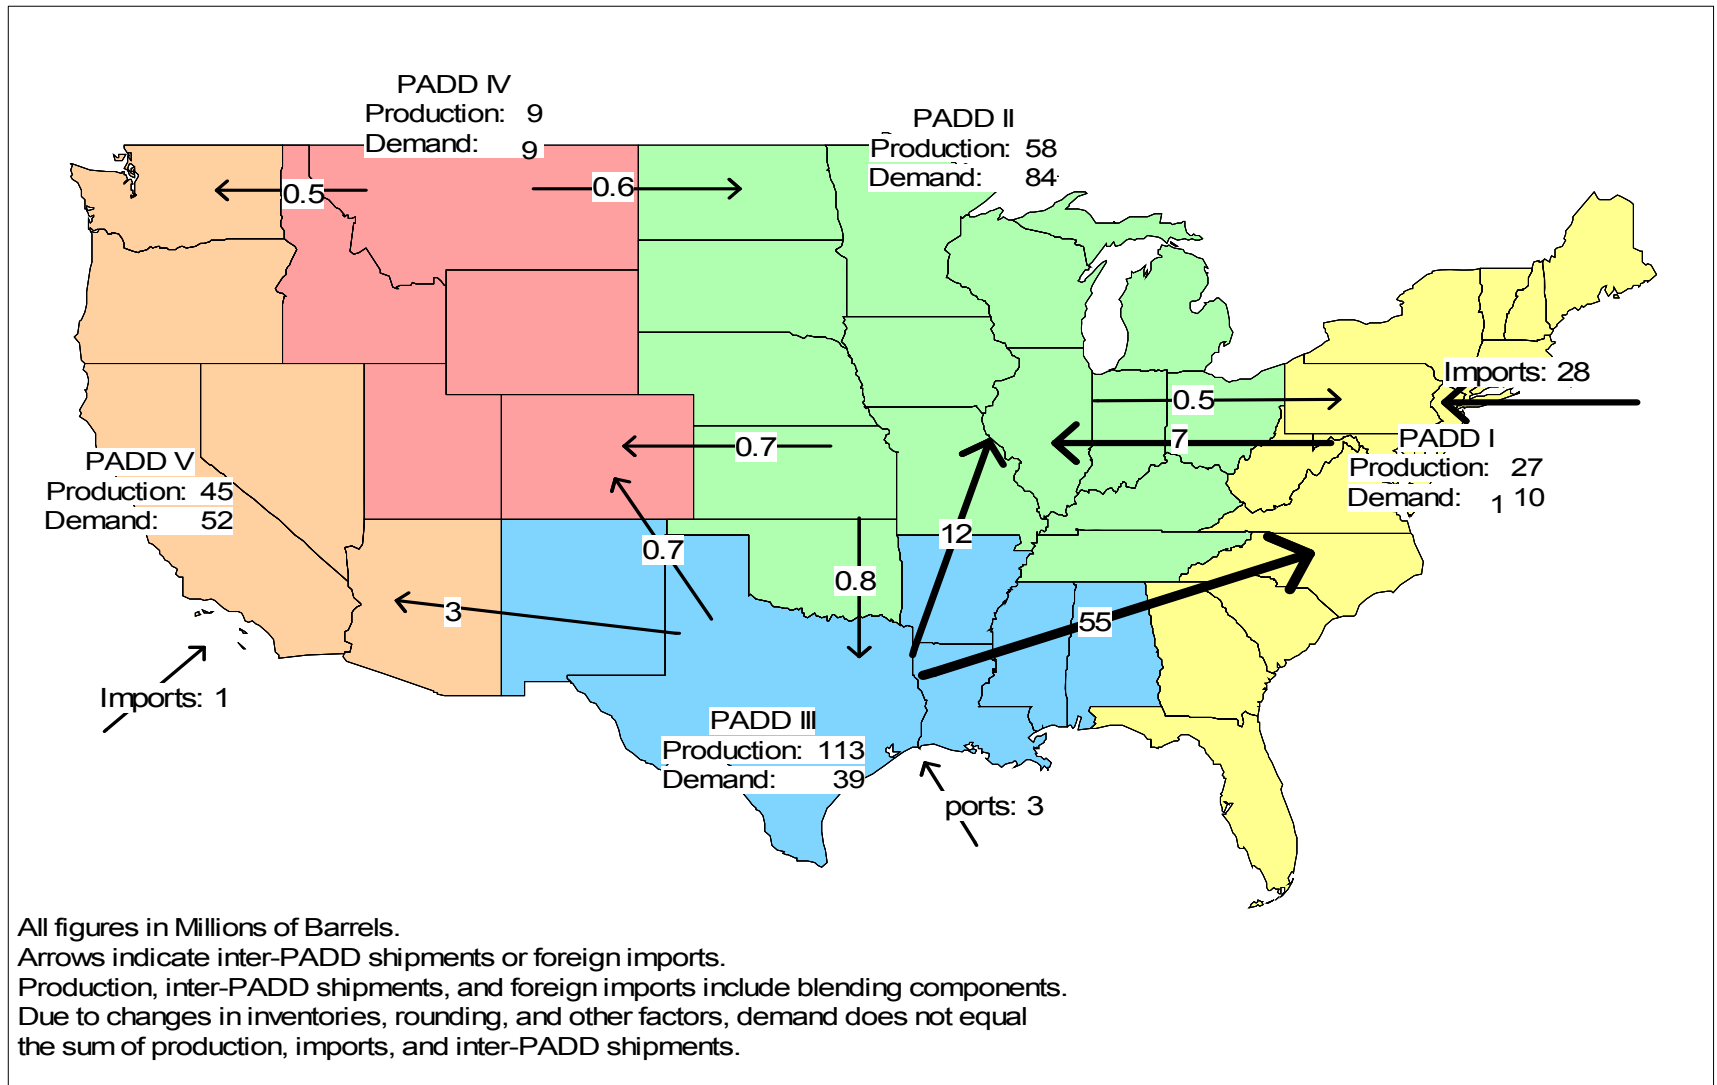 PADD IV
Production: 9
Demand: 9
PADD II
Production: 58
Demand: 84
0.5
0.6
Imports: 28
0.5
7
PADD I
Production: 27
Demand: 1 10
0.7
PADD V
Production: 45
Demand: 52
12
0.7
0.8
3
55
Imports: 1
PADD III
Production: 113
Demand: 39
ports: 3
All figures in Millions of Barrels.
Arrows indicate inter-PADD shipments or foreign imports.
Production, inter-PADD shipments, and foreign imports include blending components.
Due to changes in inventories, rounding, and other factors, demand does not equal
the sum of production, imports, and inter-PADD shipments.